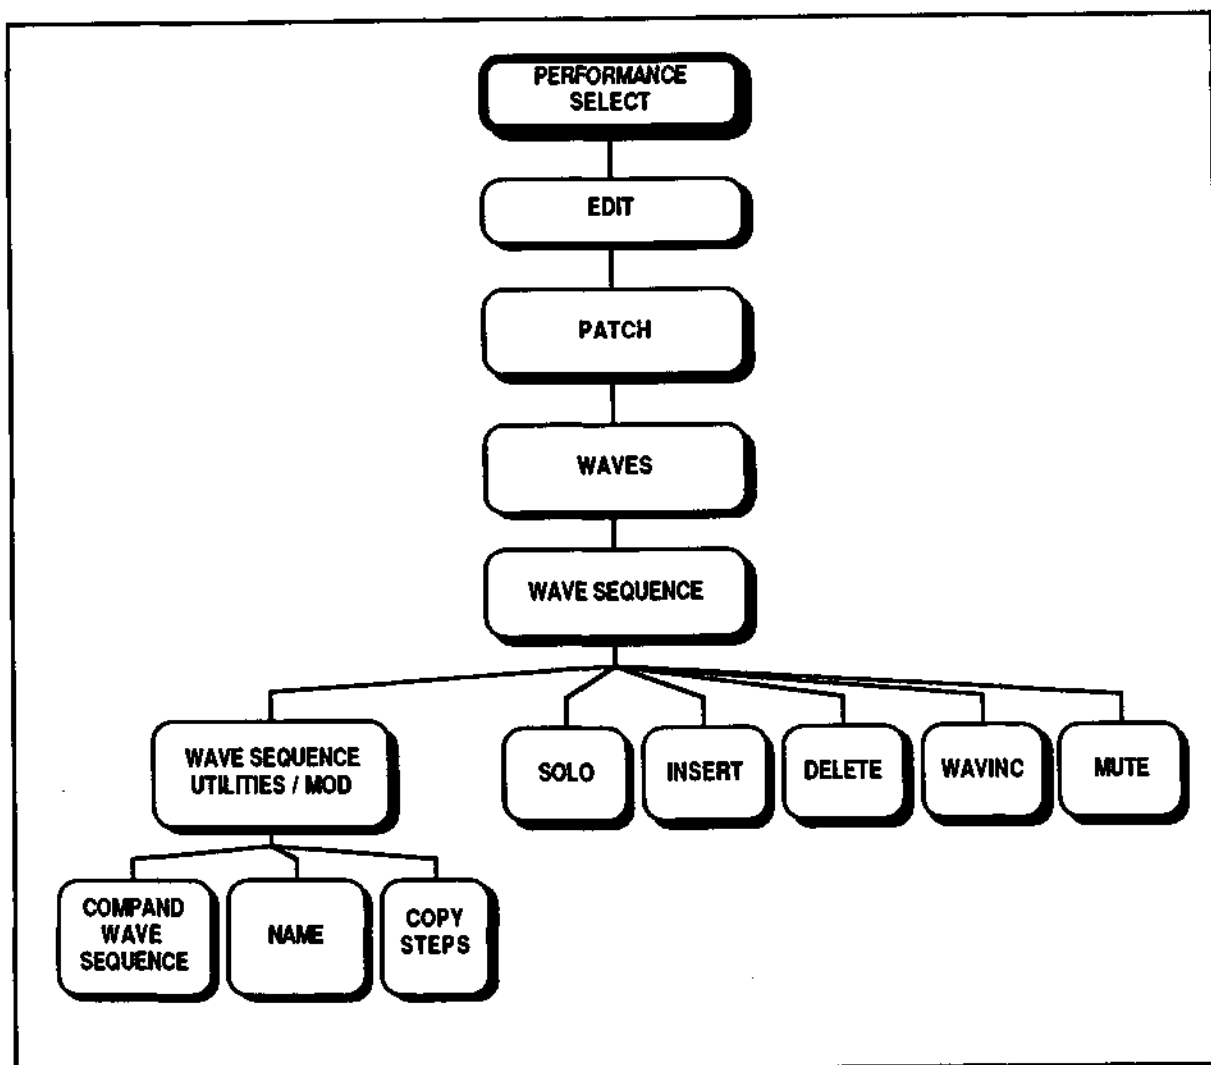 PERFORMANCE
SELECT
EDIT
PATCH
WAVES
WAVE SEQUENCE
WAVE SEQUENCE
UTILITIES / MOD
SOLO
INSERT
DELETE
WAVINC
MUTE
COMPAND
WAVE
SEQUENCE
NAME
COPY
STEPS